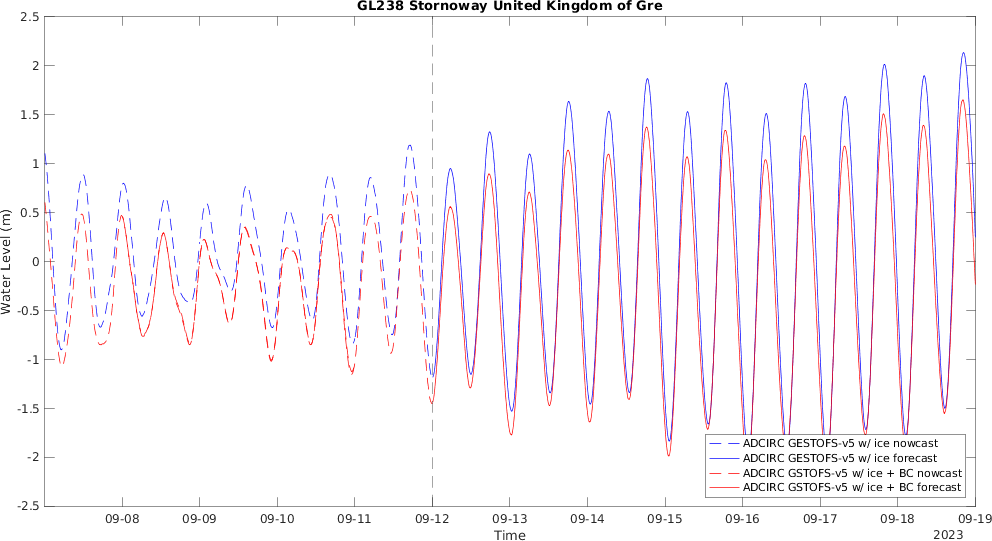 GL238 Stornoway United Kingdom of Gre
2.5
2
1.5
1
0.5
0
-0.5
-1
-1.5
-2
-2.5
Water Level (m)
ADCIRC GESTOFS-v5 w/ ice nowcast
ADCIRC GESTOFS-v5 w/ ice forecast
ADCIRC GSTOFS-v5 w/ ice + BC nowcast
ADCIRC GSTOFS-v5 w/ ice + BC forecast
09-08 09-09 09-10 09-11 09-12 09-13 09-14 09-15 09-16 09-17 09-18 09-19
Time
2023